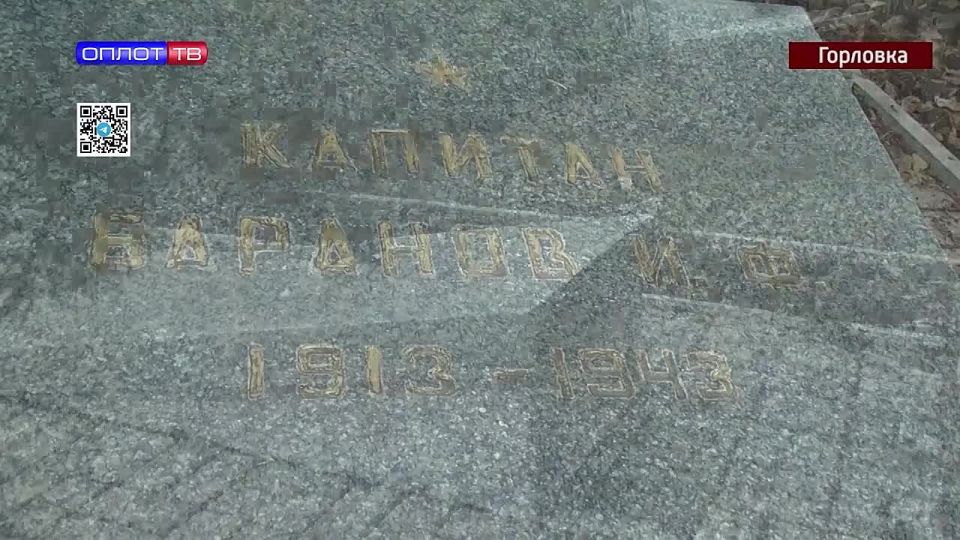 ОПЛОТ ТВ
Горловка
КАПИТАН
БАРАНОВ И. Ф.
1913 - 1943